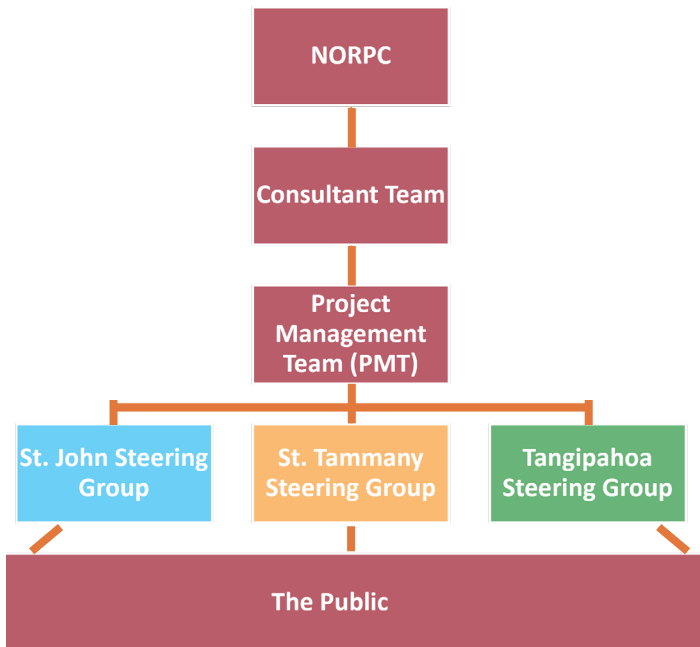 NORPC
Consultant Team
Project
Management
Team (PMT)
St. John Steering
Group
St. Tammany
Steering Group
Tangipahoa
Steering Group
The Public